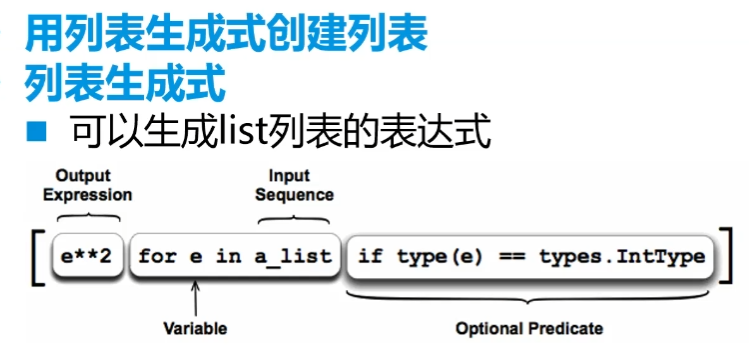 用列表生成式创建列表
列表生成式
可以生成list列表的表达式
Output Expression
Input Sequence
[e**2 for e in a_list if type(e) == types.IntType]
Variable
Optional Predicate